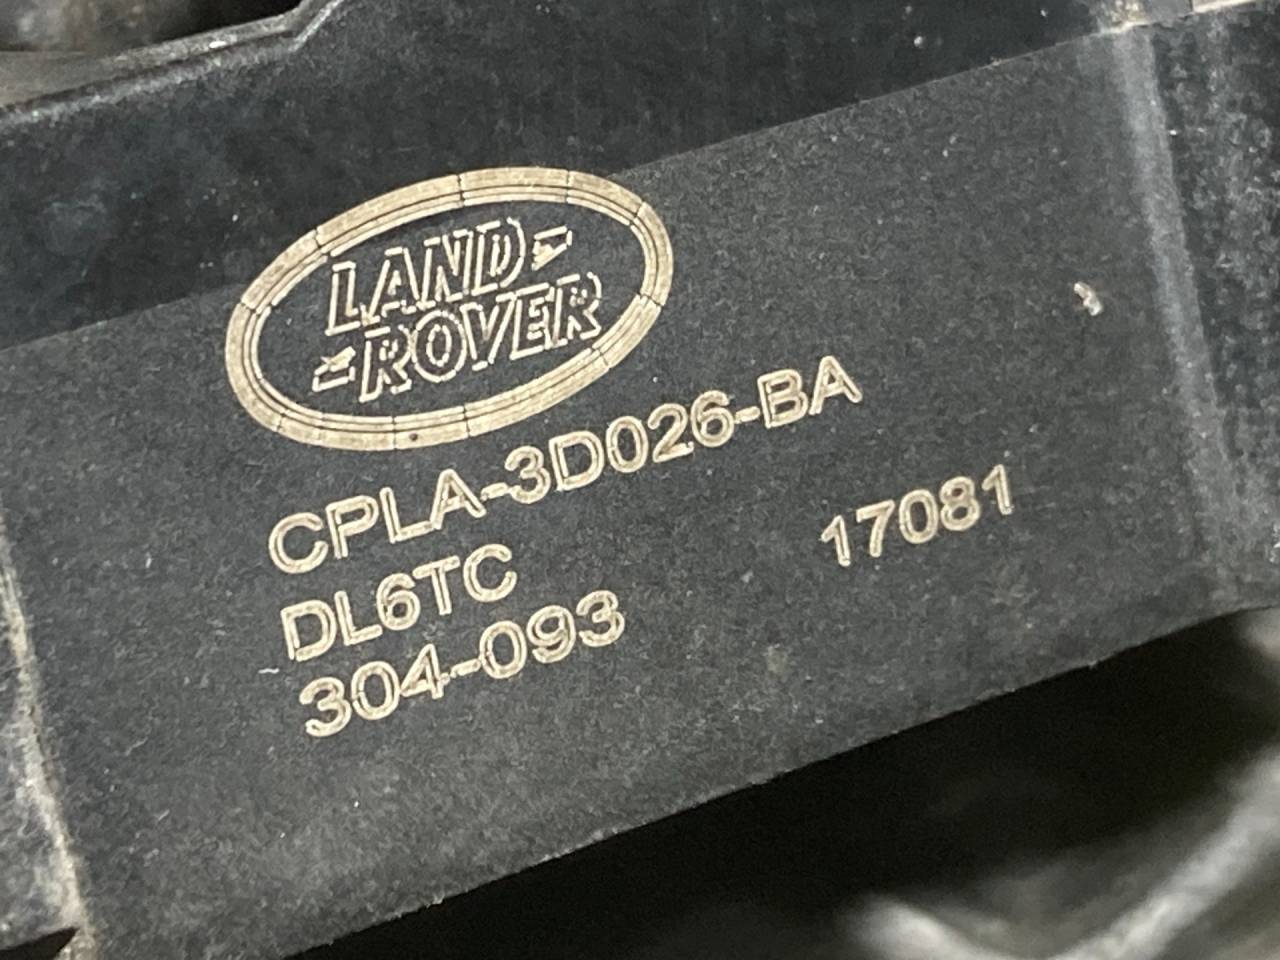 LAND
ROVER
CPLA-3D026-BA
DL6TC
17081
304-093